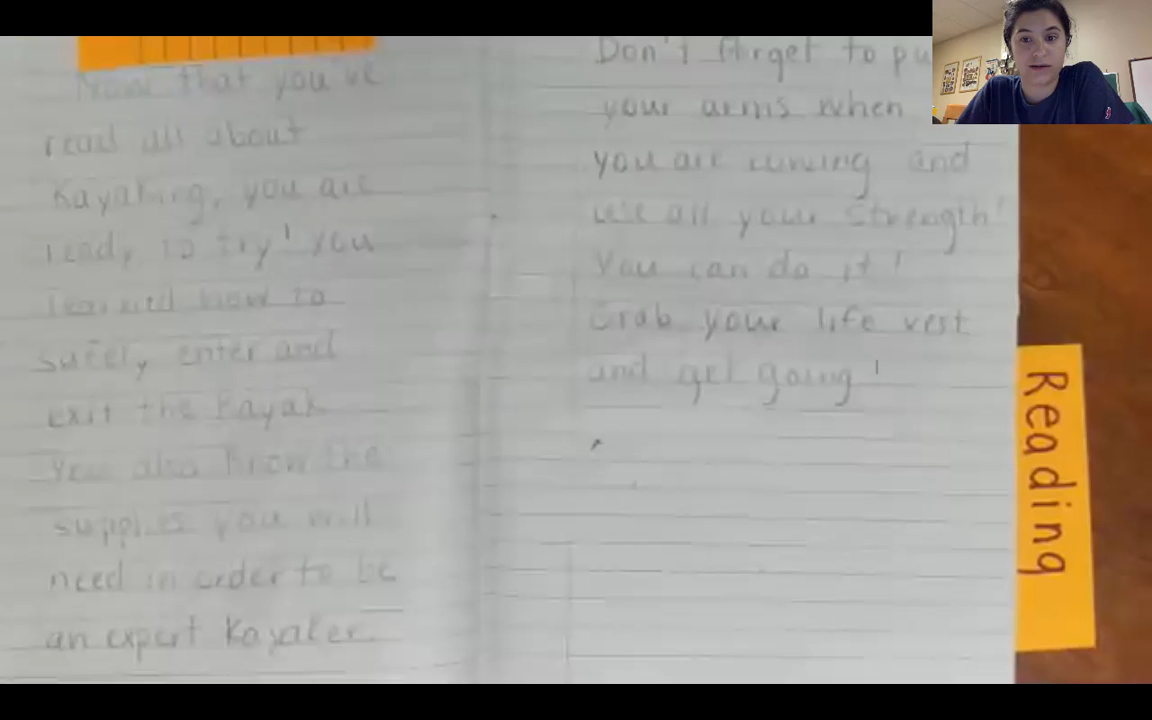 Now that you've
read all about
Kayaking, you are
ready to try! You
learned how to
safely enter and
exit the kayak
You also know the
supplies you will
need in order to be
an expert Kayaker.
Don't forget to
your arms when
you are running and
use all your strength!
You can do it!
Grab your life vest
and get going!
Reading